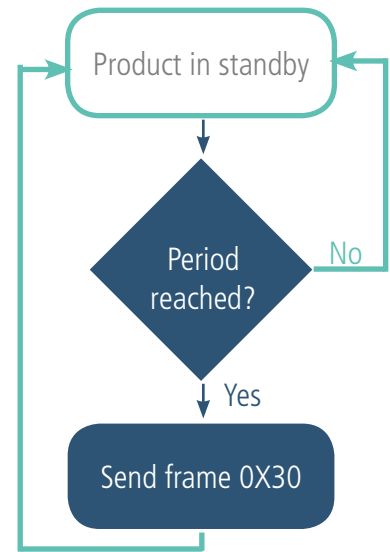 Product in standby
Period
reached?
No
Yes
Send frame 0X30